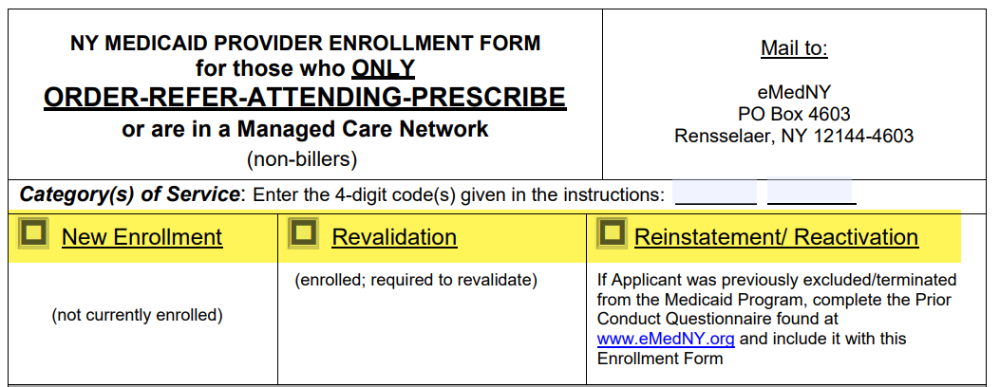 NY MEDICAID PROVIDER ENROLLMENT FORM
for those who ONLY
ORDER-REFER-ATTENDING-PRESCRIBE
or are in a Managed Care Network
(non-billers)
Mail to:
eMedNY
PO Box 4603
Rensselaer, NY 12144-4603
Category(s) of Service: Enter the 4-digit code(s) given in the instructions:
New Enrollment
(not currently enrolled)
Revalidation
(enrolled; required to revalidate)
Reinstatement/ Reactivation
If Applicant was previously excluded/terminated
from the Medicaid Program, complete the Prior
Conduct Questionnaire found at
www.eMedNY.org and include it with this
Enrollment Form